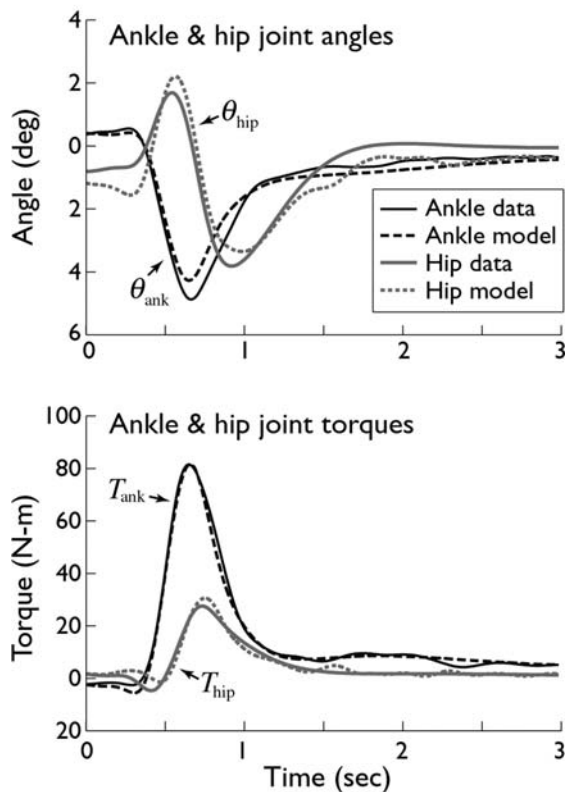 Ankle & hip joint angles
4
2
0
2
4
6
Angle (deg)
θhip
θank
Ankle data
Ankle model
Hip data
Hip model
0 1 2 3
Ankle & hip joint torques
100
80
60
40
20
0
20
Torque (N-m)
Tank
Thip
0 1 2 3
Time (sec)